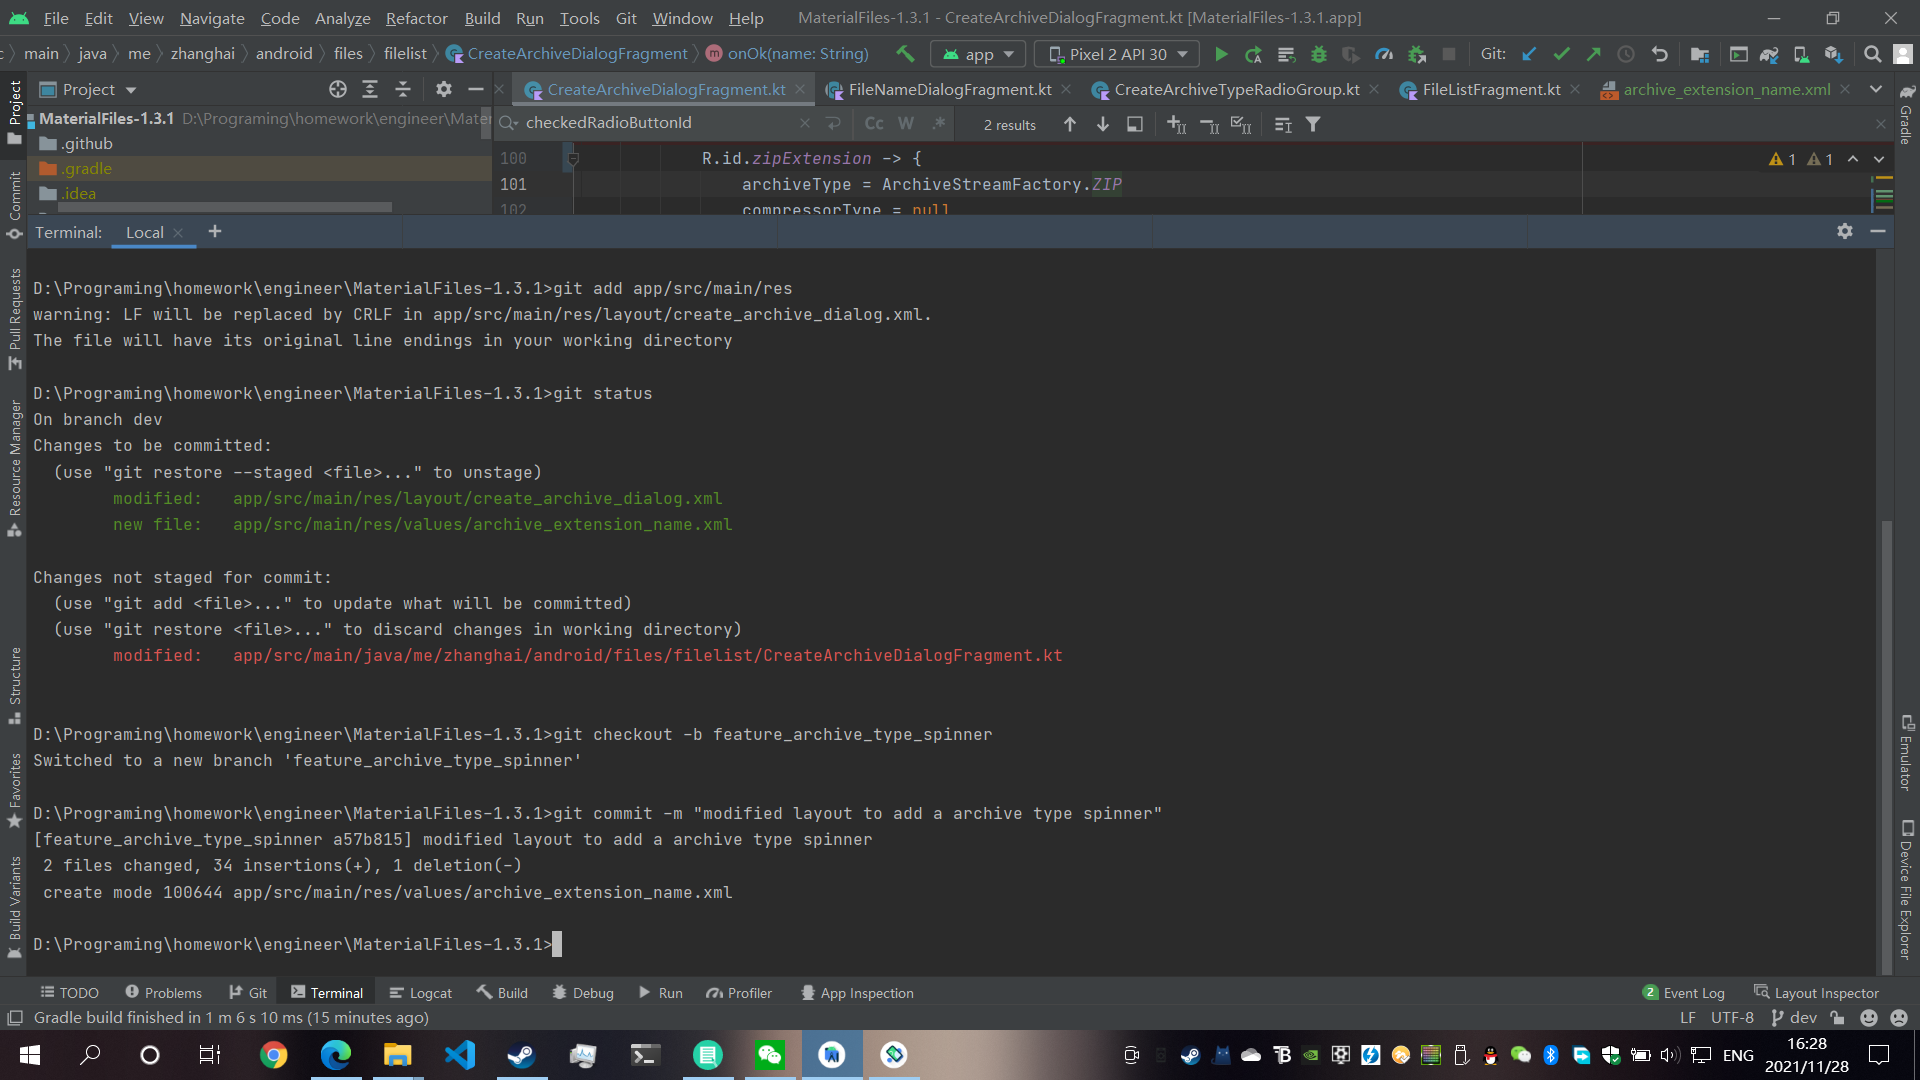 File Edit View Navigate Code Analyze Refactor Build Run Tools Git Window Help MaterialFiles-1.3.1 - CreateArchiveDialogFragment.kt [MaterialFiles-1.3.1.app]
main java me zhanghai android files filelist CreateArchiveDialogFragment onOk(name: String) app Pixel 2 API 30 Git:
Project CreateArchiveDialogFragment.kt FileNameDialogFragment.kt CreateArchiveTypeRadioGroup.kt FileListFragment.kt archive_extension_name.xml
MaterialFiles-1.3.1 D:\Programing\homework\engineer\Mate
checkedRadioButtonId Cc W .* 2 results
.github
.gradle
.idea
100 R.id.zipExtension -> { 1 1
101 archiveType = ArchiveStreamFactory.ZIP
102 compressorType = null
Terminal: Local
D:\Programing\homework\engineer\MaterialFiles-1.3.1>git add app/src/main/res
warning: LF will be replaced by CRLF in app/src/main/res/layout/create_archive_dialog.xml.
The file will have its original line endings in your working directory
D:\Programing\homework\engineer\MaterialFiles-1.3.1>git status
On branch dev
Changes to be committed:
(use "git restore --staged <file>..." to unstage)
modified: app/src/main/res/layout/create_archive_dialog.xml
new file: app/src/main/res/values/archive_extension_name.xml
Changes not staged for commit:
(use "git add <file>..." to update what will be committed)
(use "git restore <file>..." to discard changes in working directory)
modified: app/src/main/java/me/zhanghai/android/files/filelist/CreateArchiveDialogFragment.kt
D:\Programing\homework\engineer\MaterialFiles-1.3.1>git checkout -b feature_archive_type_spinner
Switched to a new branch 'feature_archive_type_spinner'
D:\Programing\homework\engineer\MaterialFiles-1.3.1>git commit -m "modified layout to add a archive type spinner"
[feature_archive_type_spinner a57b815] modified layout to add a archive type spinner
2 files changed, 34 insertions(+), 1 deletion(-)
create mode 100644 app/src/main/res/values/archive_extension_name.xml
D:\Programing\homework\engineer\MaterialFiles-1.3.1>
Project
Commit
Pull Requests
Resource Manager
Structure
Favorites
Build Variants
Gradle
Emulator
Device File Explorer
TODO Problems Git Terminal Logcat Build Debug Run Profiler App Inspection 2 Event Log Layout Inspector
Gradle build finished in 1 m 6 s 10 ms (15 minutes ago) LF UTF-8 dev
ENG
16:28
2021/11/28